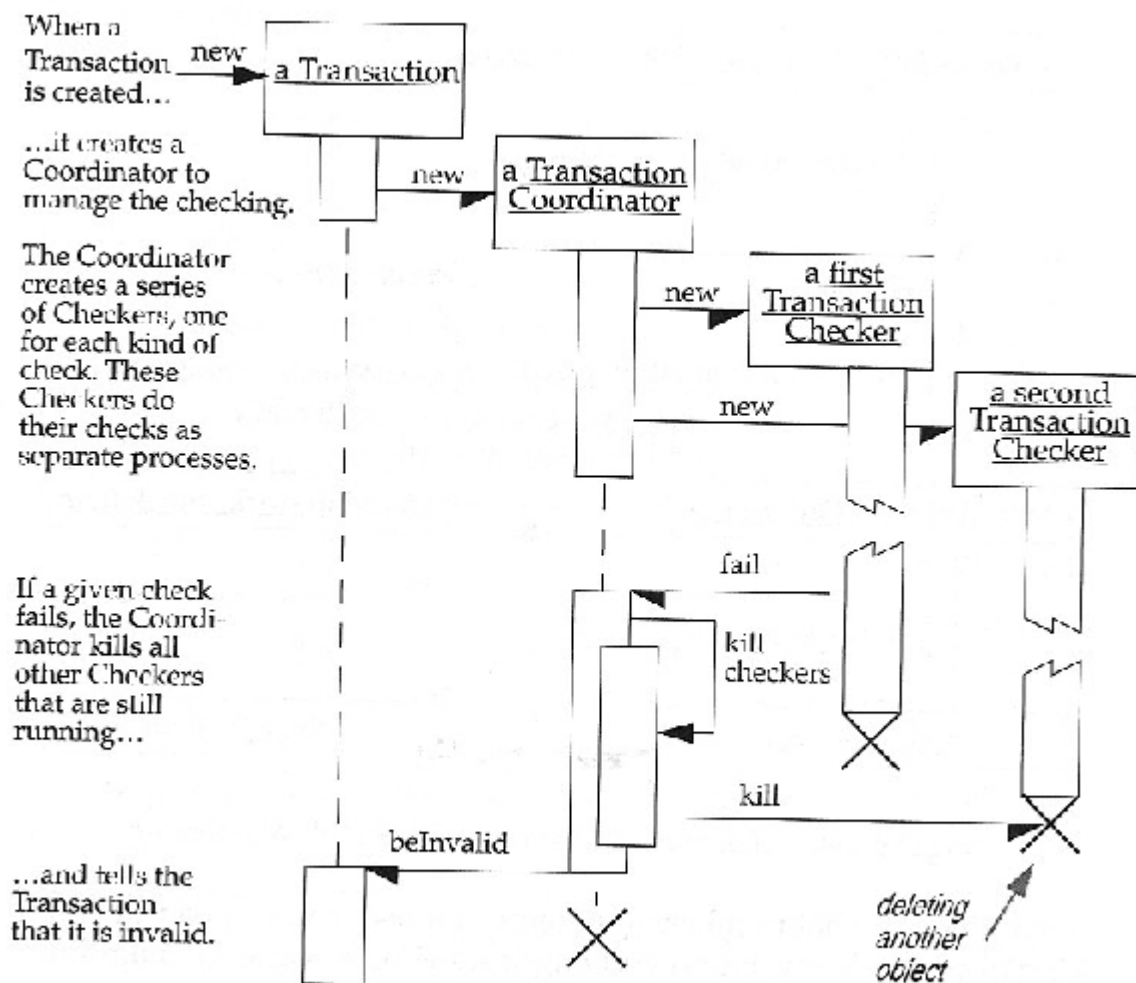 When a
Transaction
is created...
new
a Transaction
...it creates a
Coordinator to
manage the checking.
new
a Transaction
Coordinator
The Coordinator
creates a series
of Checkers, one
for each kind of
check. These
Checkers do
their checks as
separate processes.
new
a first
Transaction
Checker
new
a second
Transaction
Checker
If a given check
fails, the Coordi-
nator kills all
other Checkers
that are still
running...
fail
kill
checkers
kill
beInvalid
...and tells the
Transaction
that it is invalid.
deleting
another
object